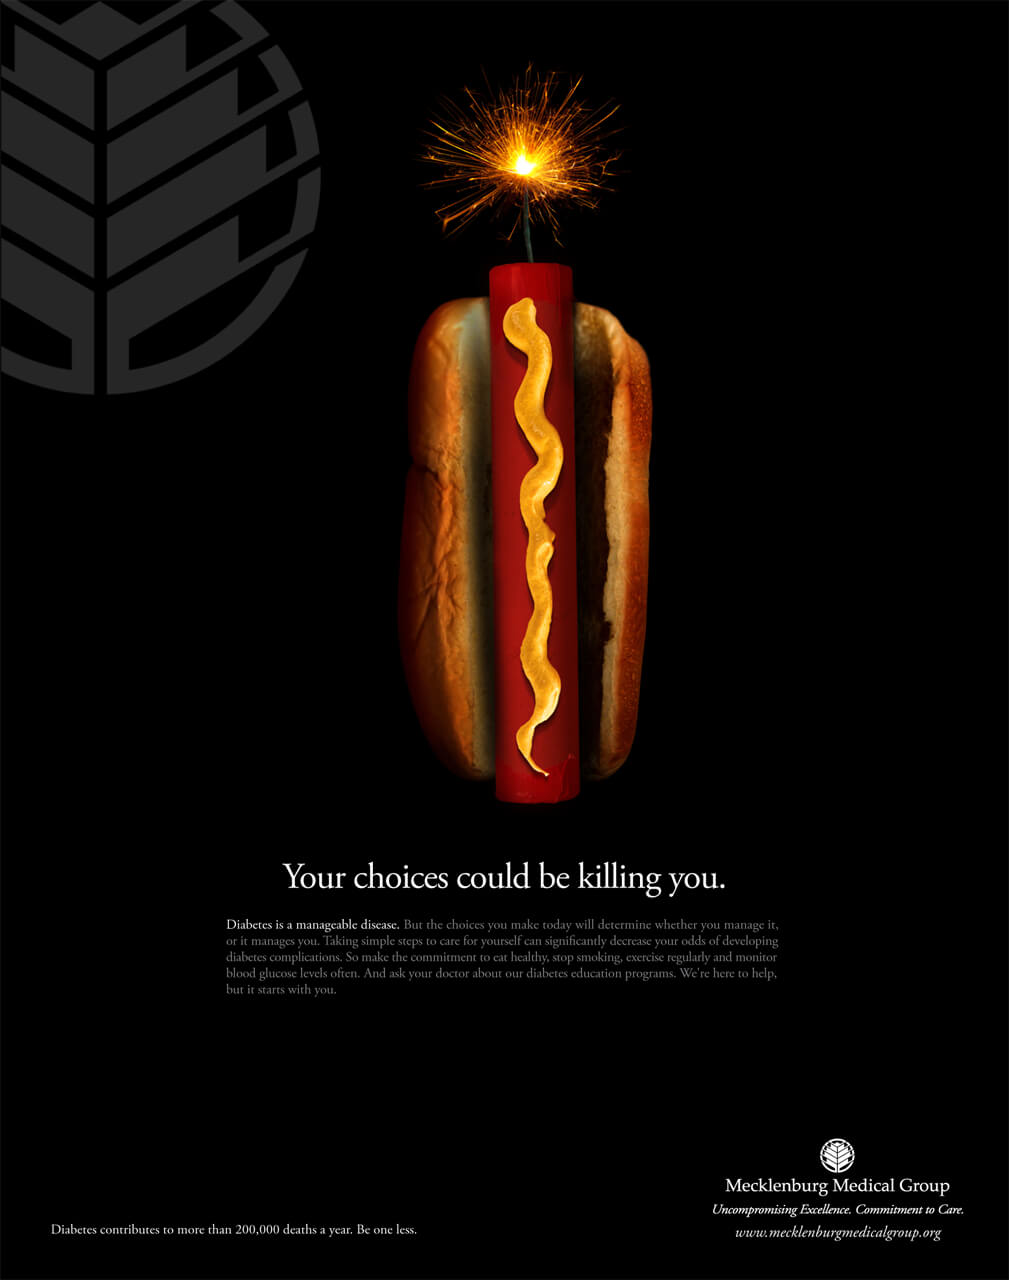 Your choices could be killing you.
Diabetes is a manageable disease. But the choices you make today will determine whether you manage it,
or it manages you. Taking simple steps to care for yourself can significantly decrease your odds of developing
diabetes complications. So make the commitment to eat healthy, stop smoking, exercise regularly and monitor
blood glucose levels often. And ask your doctor about our diabetes education programs. We're here to help,
but it starts with you.
Mecklenburg Medical Group
Uncompromising Excellence. Commitment to Care.
Diabetes contributes to more than 200,000 deaths a year. Be one less.
www.mecklenburgmedicalgroup.org